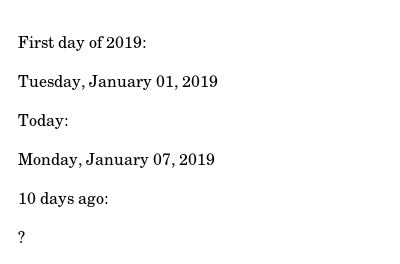 First day of 2019:
Tuesday, January 01, 2019
Today:
Monday, January 07, 2019
10 days ago:
?